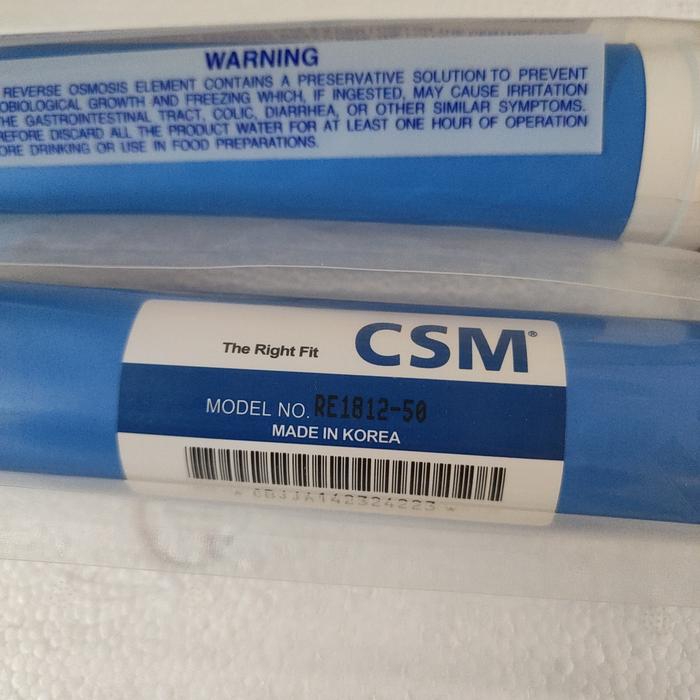 WARNING
REVERSE OSMOSIS ELEMENT CONTAINS A PRESERVATIVE SOLUTION TO PREVENT
OBIOLOGICAL GROWTH AND FREEZING WHICH, IF INGESTED, MAY CAUSE IRRITATION
HE GASTROINTESTINAL TRACT, COLIC, DIARRHEA, OR OTHER SIMILAR SYMPTOMS.
EFORE DISCARD ALL THE PRODUCT WATER FOR AT LEAST ONE HOUR OF OPERATION
ORE DRINKING OR USE IN FOOD PREPARATIONS.
The Right Fit CSM®
MODEL NO. RE1812-50
MADE IN KOREA